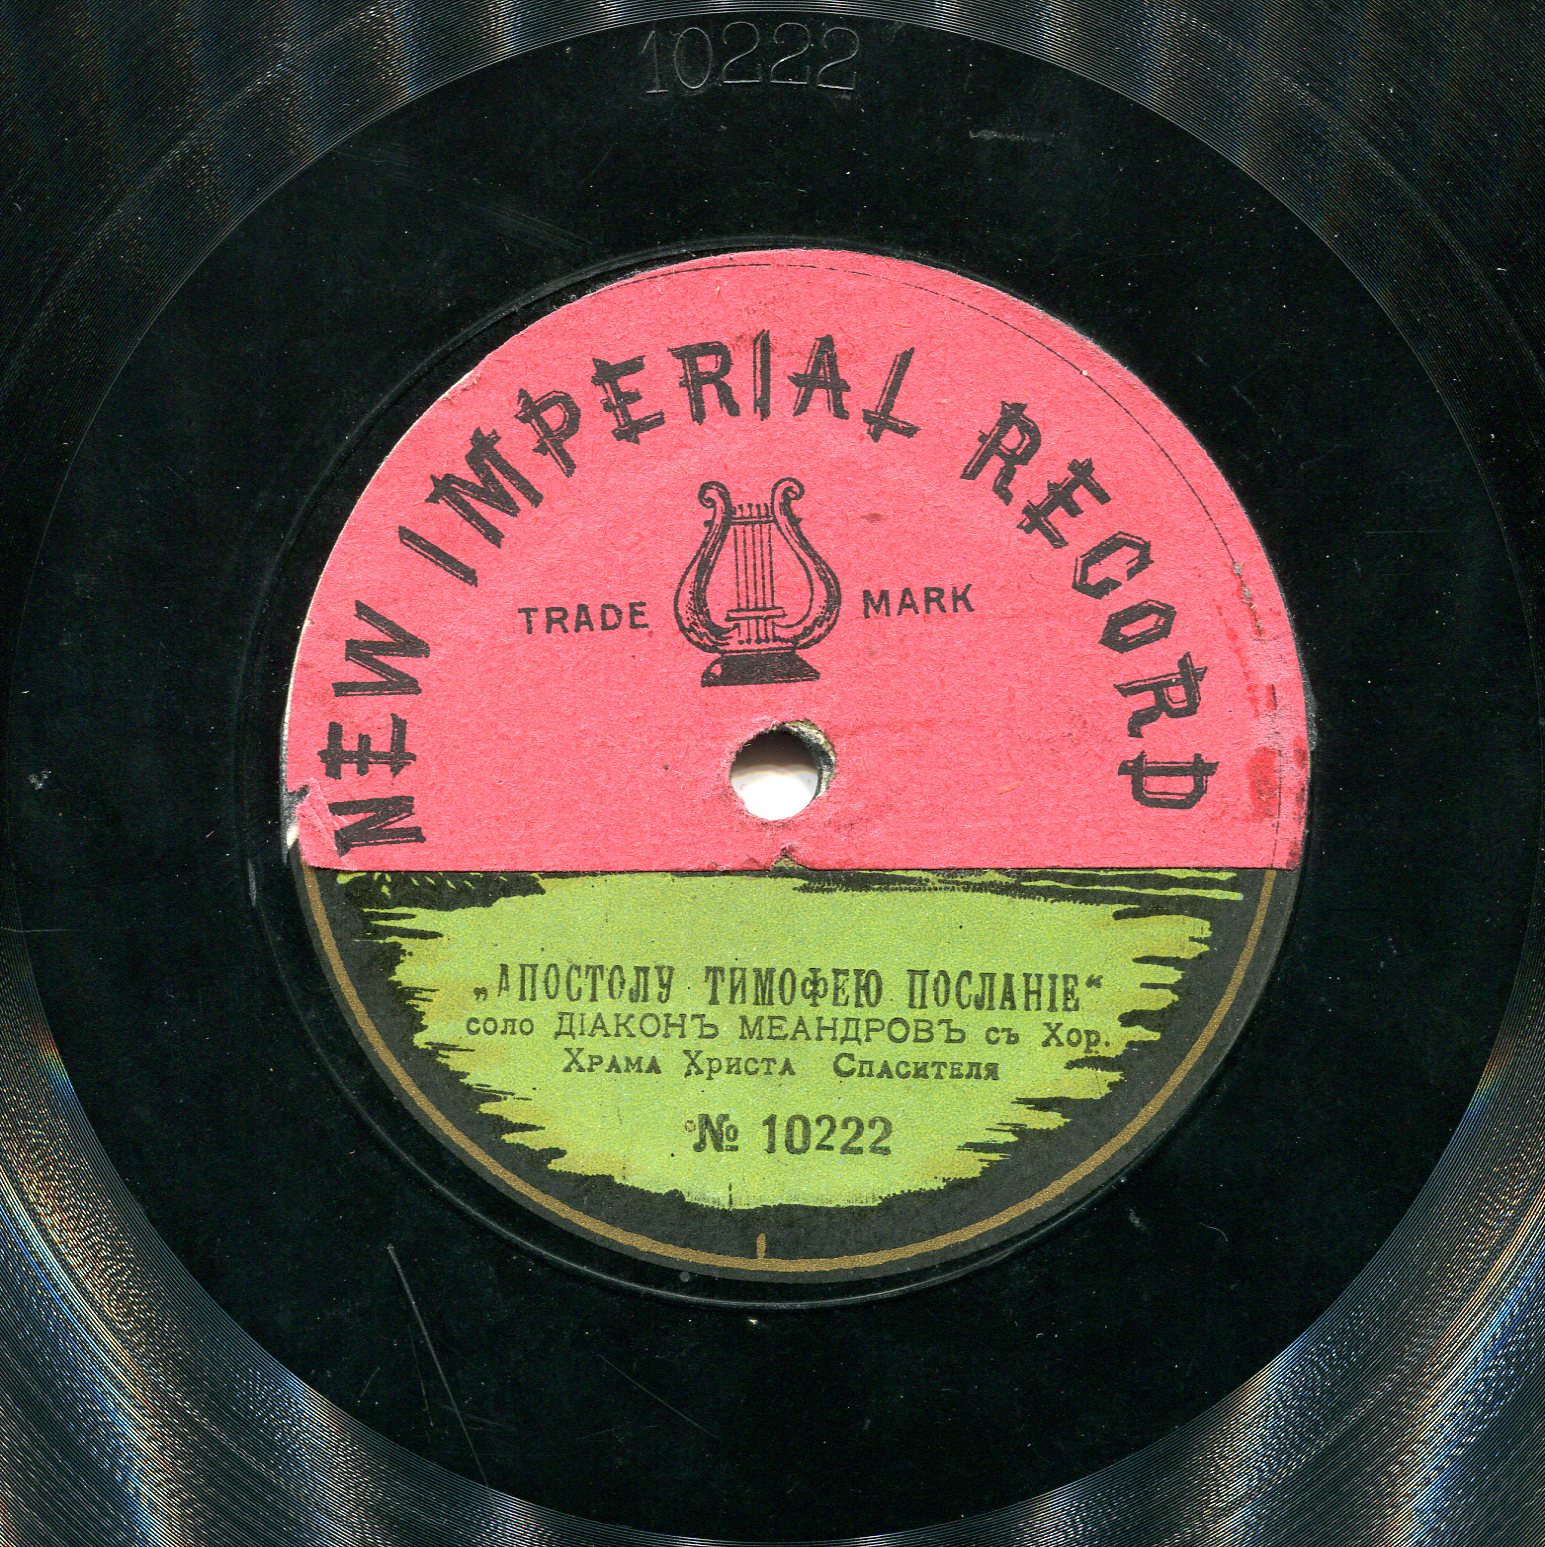 10222
NEW IMPERIAL RECORD
TRADE MARK
„АПОСТОЛУ ТИМОФЕЮ ПОСЛАНІЕ“
соло ДІАКОНЪ МЕАНДРОВЪ съ Хор.
Храма Христа Спасителя
№ 10222